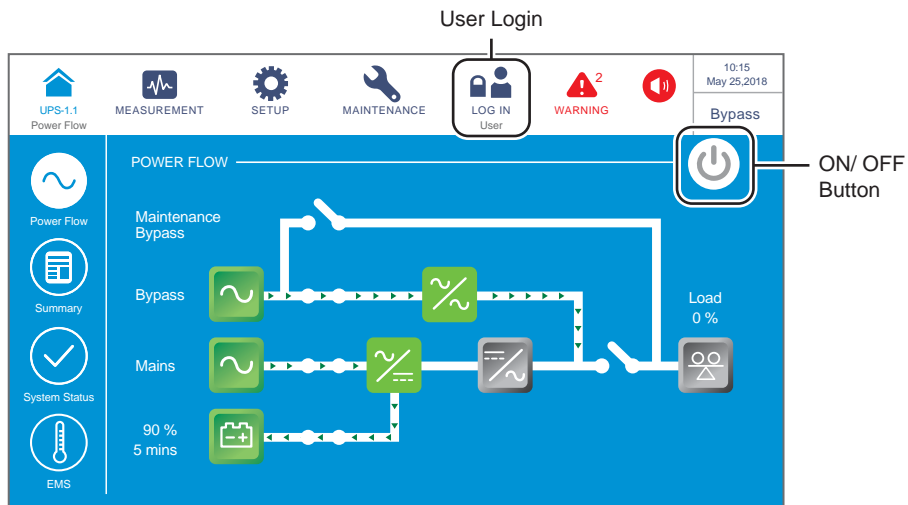 User Login
UPS-1.1
Power Flow
MEASUREMENT
SETUP
MAINTENANCE
LOG IN
User
2
WARNING
10:15
May 25,2018
Bypass
ON/ OFF
Button
POWER FLOW
Power Flow
Summary
System Status
EMS
Maintenance
Bypass
Bypass
Mains
90 %
5 mins
Load
0 %